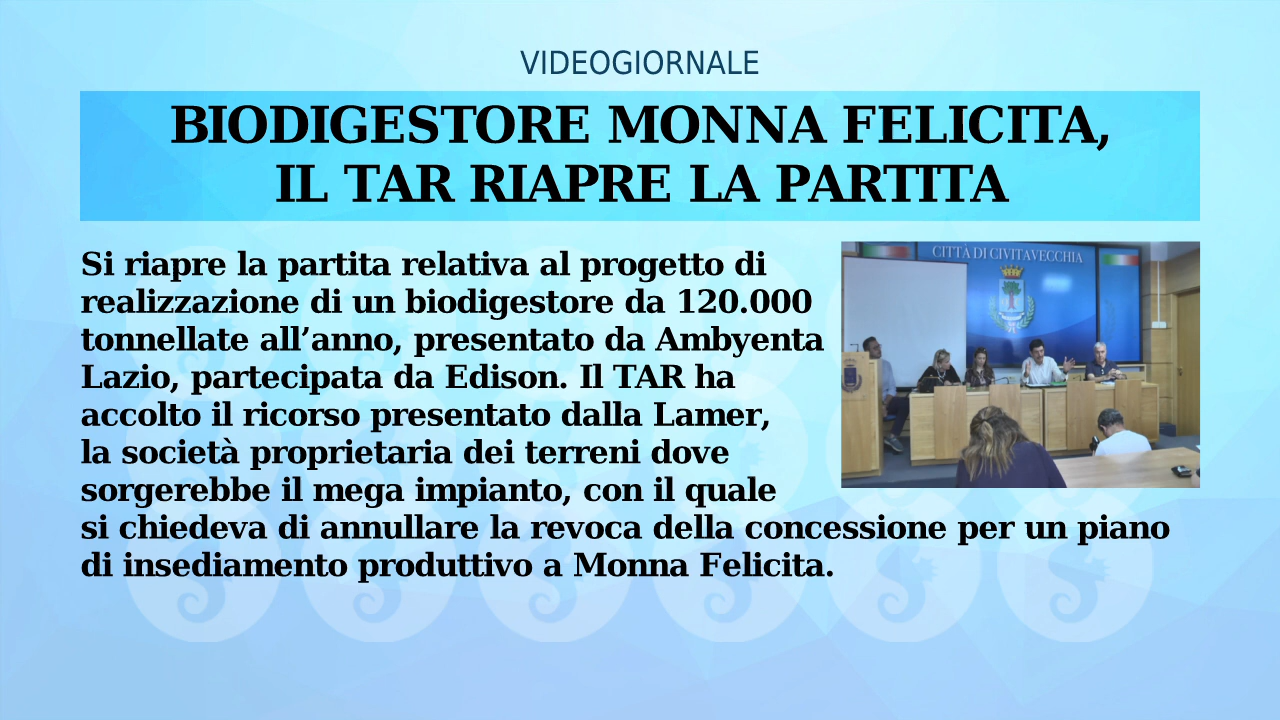 VIDEOGIORNALE
BIODIGESTORE MONNA FELICITA,
IL TAR RIAPRE LA PARTITA
Si riapre la partita relativa al progetto di
realizzazione di un biodigestore da 120.000
tonnellate all’anno, presentato da Ambyenta
Lazio, partecipata da Edison. Il TAR ha
accolto il ricorso presentato dalla Lamer,
la società proprietaria dei terreni dove
sorgerebbe il mega impianto, con il quale
si chiedeva di annullare la revoca della concessione per un piano
di insediamento produttivo a Monna Felicita.
CITTÀ DI CIVITAVECCHIA